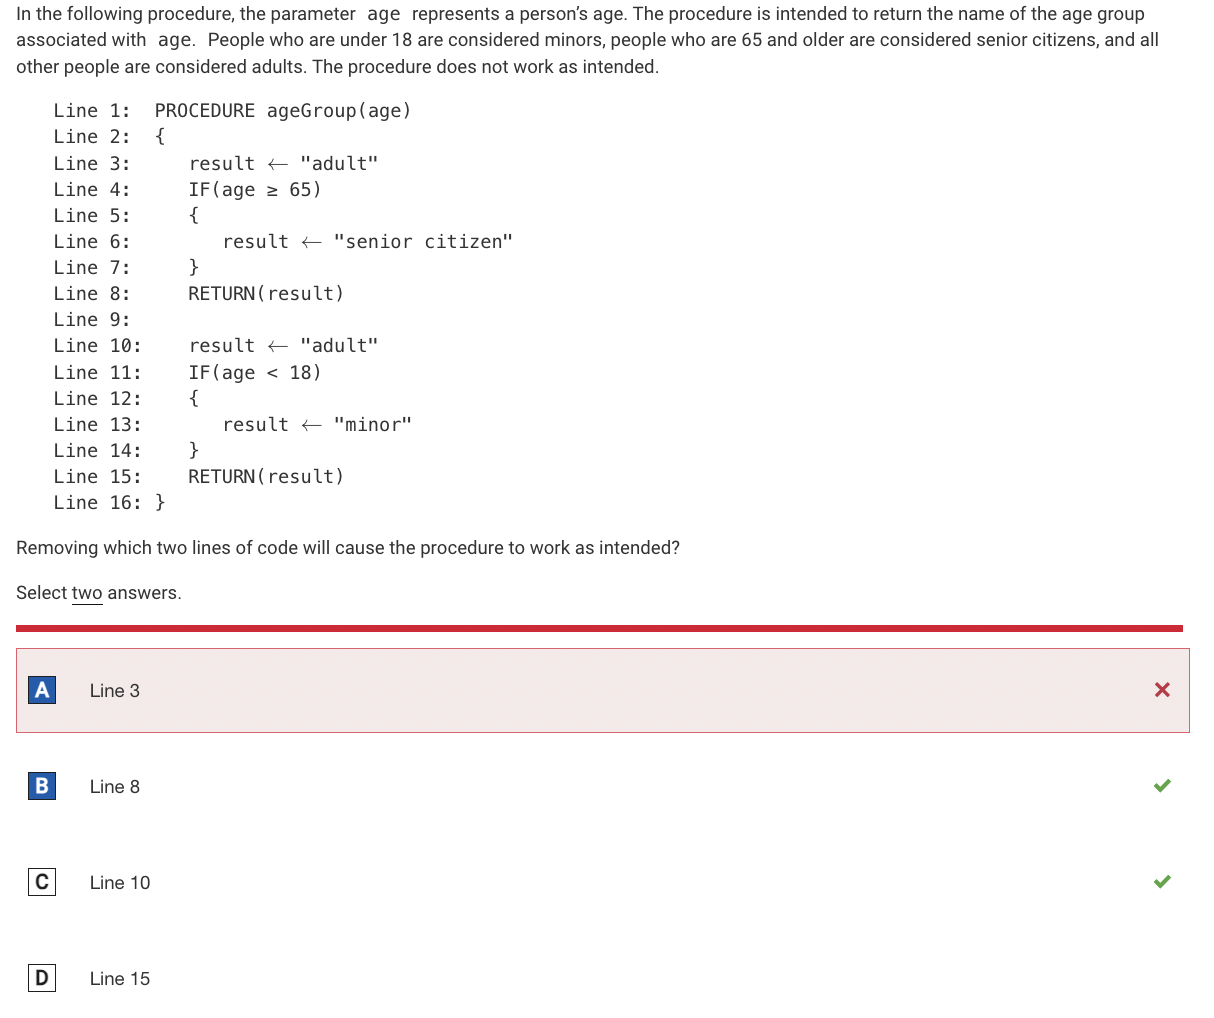 In the following procedure, the parameter age represents a person’s age. The procedure is intended to return the name of the age group
associated with age. People who are under 18 are considered minors, people who are 65 and older are considered senior citizens, and all
other people are considered adults. The procedure does not work as intended.
Line 1: PROCEDURE ageGroup(age)
Line 2: {
Line 3: result ← "adult"
Line 4: IF(age ≥ 65)
Line 5: {
Line 6: result ← "senior citizen"
Line 7: }
Line 8: RETURN(result)
Line 9:
Line 10: result ← "adult"
Line 11: IF(age < 18)
Line 12: {
Line 13: result ← "minor"
Line 14: }
Line 15: RETURN(result)
Line 16: }
Removing which two lines of code will cause the procedure to work as intended?
Select two answers.
A Line 3
B Line 8
C Line 10
D Line 15